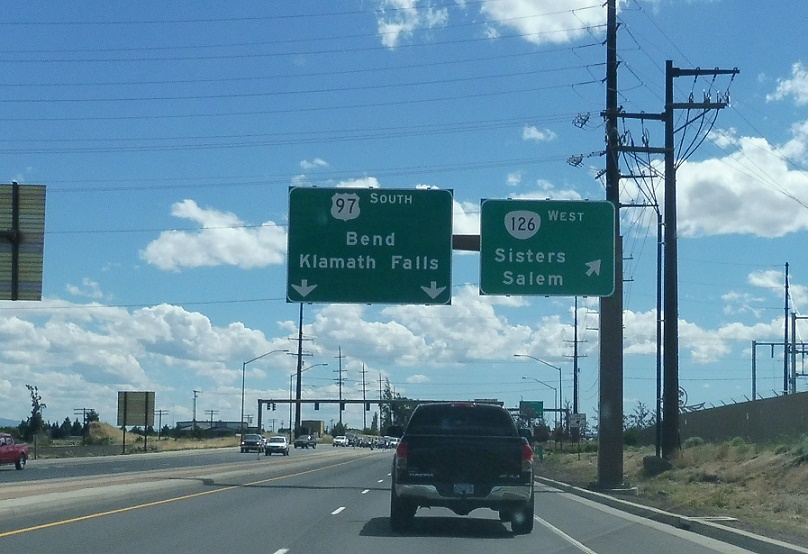 97 SOUTH
Bend
Klamath Falls
126 WEST
Sisters
Salem